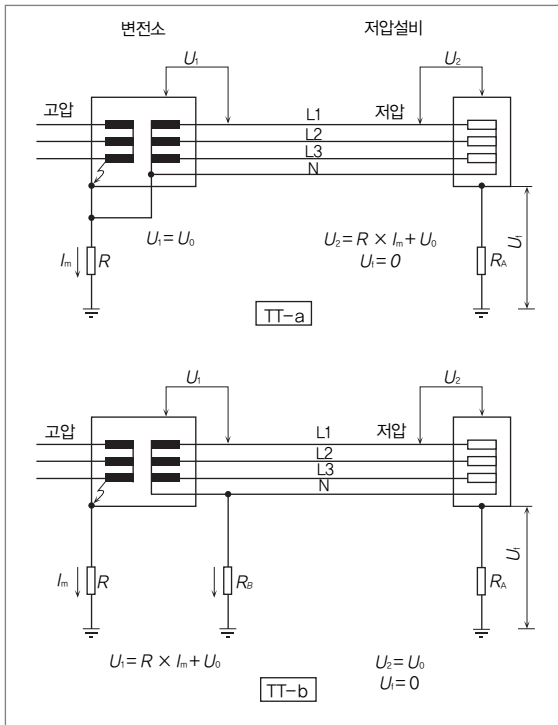 변전소 저압설비
U₁ U₂
고압 L1 저압
L2
L3
N
U₁=U₀ U₂= R × Iₘ + U₀
Uf=0
Iₘ R RA Uf
TT-a
U₁ U₂
고압 L1 저압
L2
L3
N
Iₘ R RB RA Uf
U₁= R × Iₘ + U₀ U₂=U₀
Uf=0
TT-b